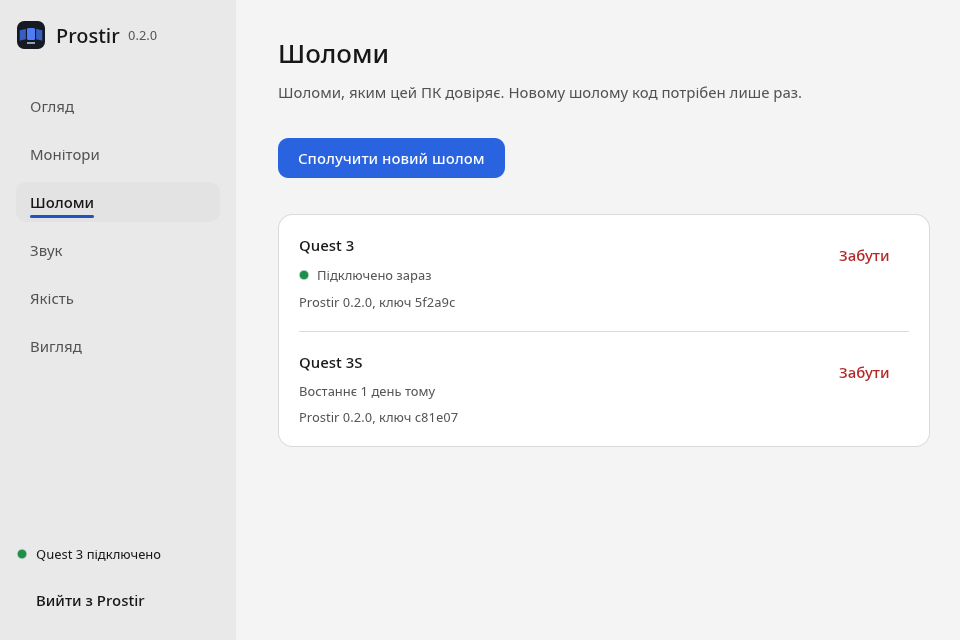 Prostir 0.2.0
Огляд
Монітори
Шоломи
Звук
Якість
Вигляд
Quest 3 підключено
Вийти з Prostir
Шоломи
Шоломи, яким цей ПК довіряє. Новому шолому код потрібен лише раз.
Сполучити новий шолом
Quest 3
Забути
Підключено зараз
Prostir 0.2.0, ключ 5f2a9c
Quest 3S
Забути
Востаннє 1 день тому
Prostir 0.2.0, ключ c81e07